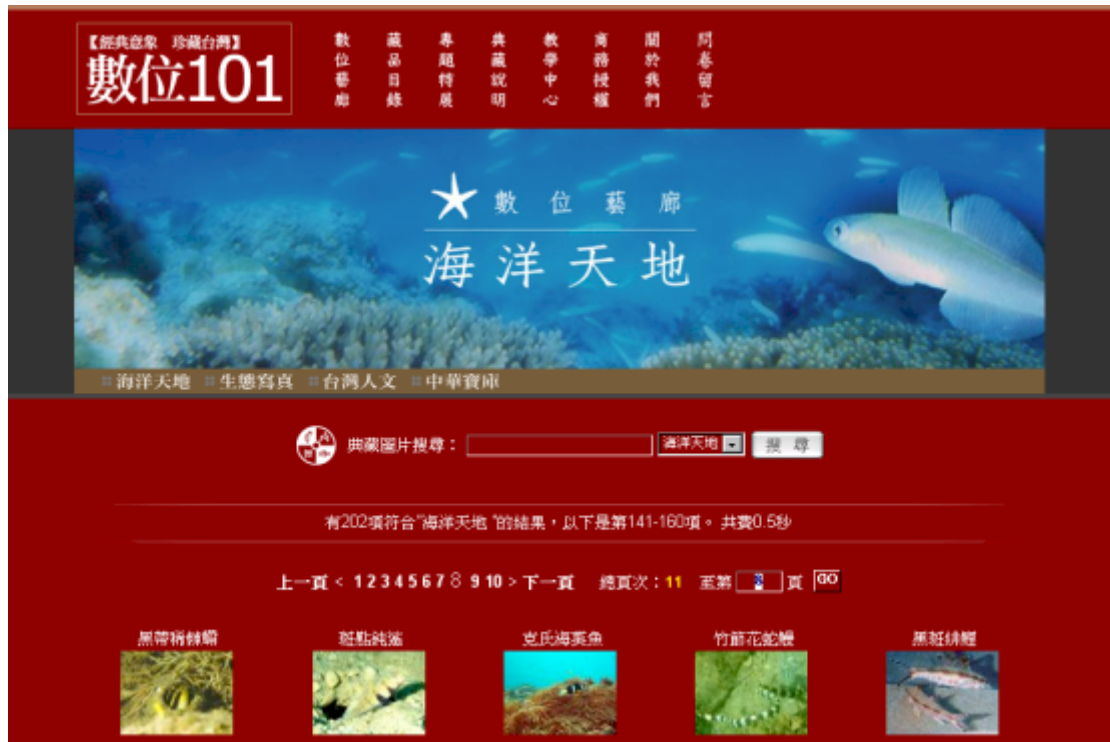 【經典意象 珍藏台灣】
數位101
數位藝廊
藏品目錄
專題特展
典藏說明
教學中心
商務授權
關於我們
問卷留言
數位藝廊
海洋天地
海洋天地 生態寫真 台灣人文 中華寶庫
典藏圖片搜尋： 海洋天地 搜 尋
有202項符合"海洋天地 "的結果，以下是第141-160項。 共費0.5秒
上一頁 < 1 2 3 4 5 6 7 8 9 10 > 下一頁 總頁次：11 至第 8 頁 GO
斑點純鯊 克氏海葵魚 竹節花蛇鰻 黑斑緋鯉